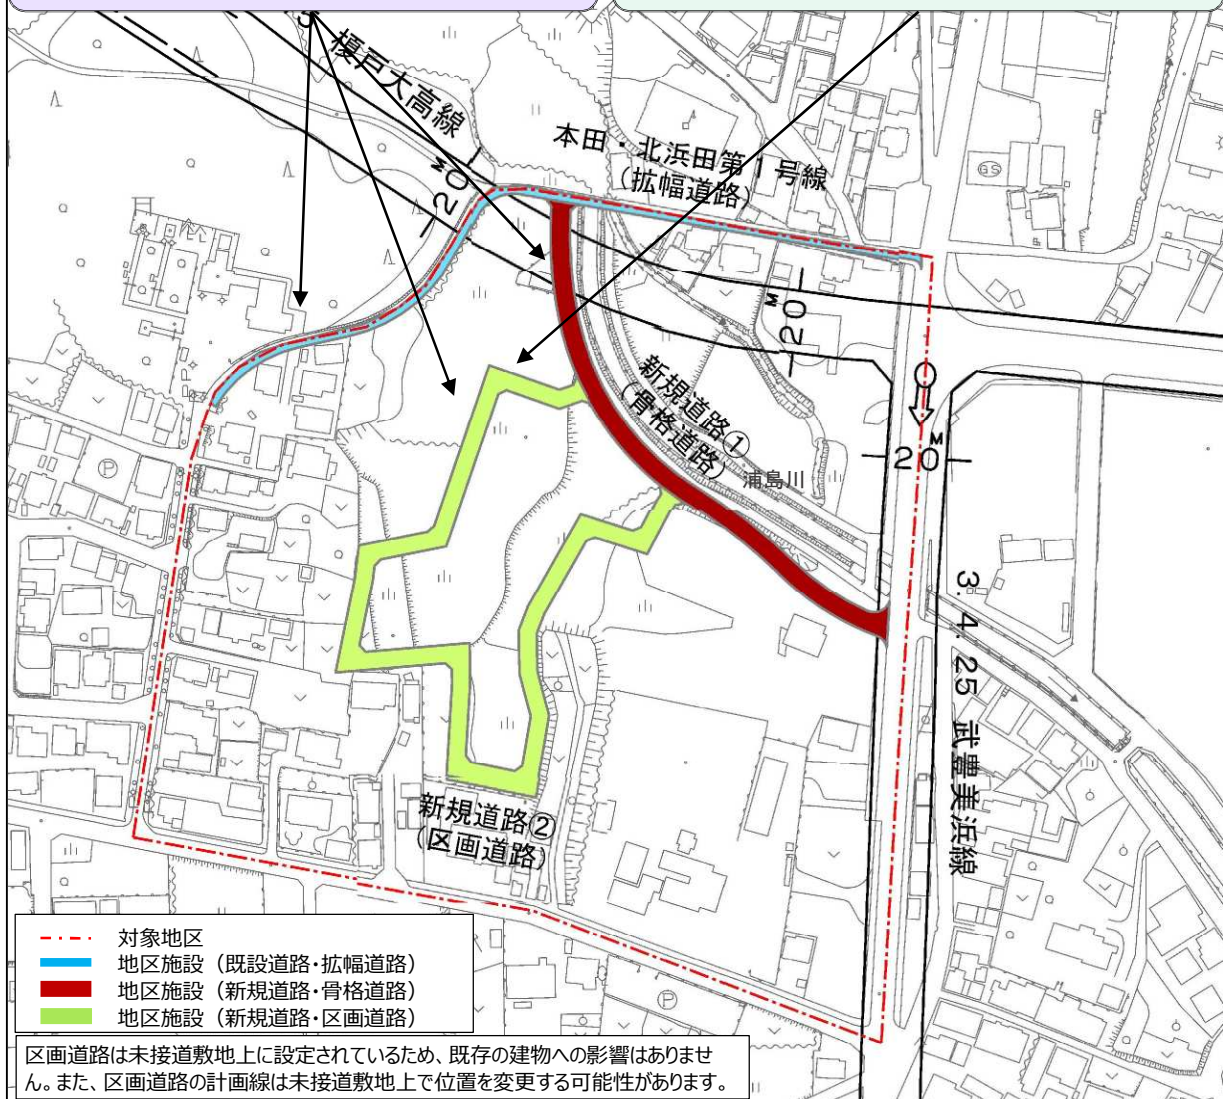 榎戸大高線
20M
本田・北浜田第1号線
(拡幅道路)
GS
20M
新規道路①
(骨格道路)
浦島川
20M
P
3.4.25 武豊美浜線
新規道路②
(区画道路)
P
対象地区
地区施設（既設道路・拡幅道路）
地区施設（新規道路・骨格道路）
地区施設（新規道路・区画道路）
区画道路は未接道敷地上に設定されているため、既存の建物への影響はありませ
ん。また、区画道路の計画線は未接道敷地上で位置を変更する可能性があります。